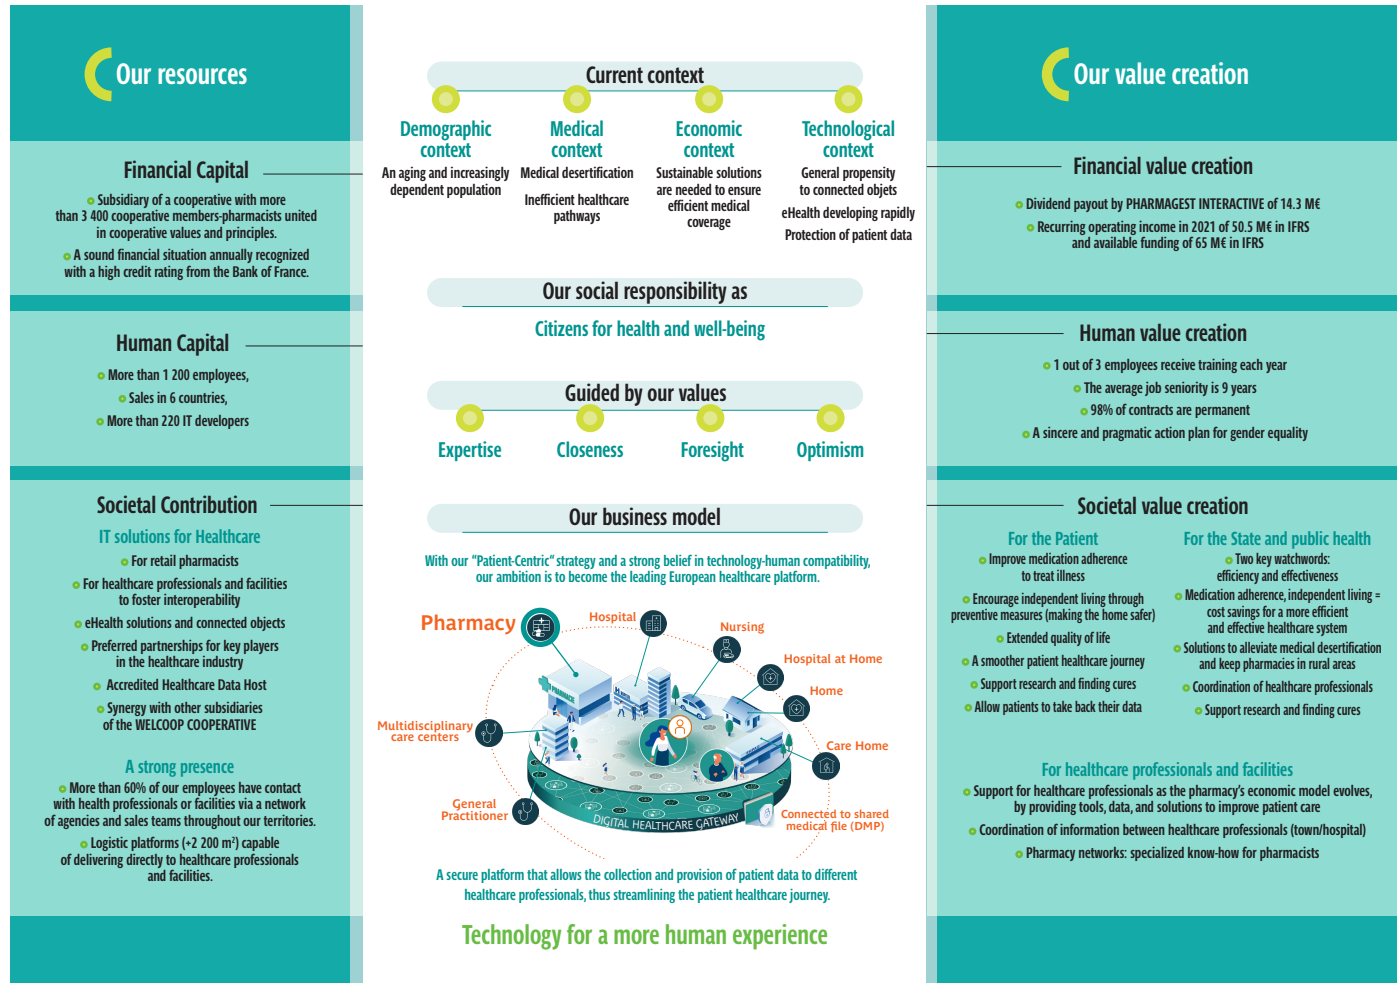 Our resources
Financial Capital
Subsidiary of a cooperative with more
than 3 400 cooperative members-pharmacists united
in cooperative values and principles.
A sound financial situation annually recognized
with a high credit rating from the Bank of France.
Human Capital
More than 1 200 employees,
Sales in 6 countries,
More than 220 IT developers
Societal Contribution
IT solutions for Healthcare
For retail pharmacists
For healthcare professionals and facilities
to foster interoperability
eHealth solutions and connected objects
Preferred partnerships for key players
in the healthcare industry
Accredited Healthcare Data Host
Synergy with other subsidiaries
of the WELCOOP COOPERATIVE
A strong presence
More than 60% of our employees have contact
with health professionals or facilities via a network
of agencies and sales teams throughout our territories.
Logistic platforms (+2 200 m²) capable
of delivering directly to healthcare professionals
and facilities.
Current context
Demographic
context
An aging and increasingly
dependent population
Medical
context
Medical desertification
Inefficient healthcare
pathways
Economic
context
Sustainable solutions
are needed to ensure
efficient medical
coverage
Technological
context
General propensity
to connected objets
eHealth developing rapidly
Protection of patient data
Our social responsibility as
Citizens for health and well-being
Guided by our values
Expertise
Closeness
Foresight
Optimism
Our business model
With our "Patient-Centric" strategy and a strong belief in technology-human compatibility,
our ambition is to become the leading European healthcare platform.
Pharmacy
Hospital
Nursing
Hospital at Home
Home
Care Home
Multidisciplinary
care centers
General
Practitioner
Connected to shared
medical file (DMP)
PHARMACY
DIGITAL HEALTHCARE GATEWAY
A secure platform that allows the collection and provision of patient data to different
healthcare professionals, thus streamlining the patient healthcare journey.
Technology for a more human experience
Our value creation
Financial value creation
Dividend payout by PHARMAGEST INTERACTIVE of 14.3 M€
Recurring operating income in 2021 of 50.5 M€ in IFRS
and available funding of 65 M€ in IFRS
Human value creation
1 out of 3 employees receive training each year
The average job seniority is 9 years
98% of contracts are permanent
A sincere and pragmatic action plan for gender equality
Societal value creation
For the Patient
Improve medication adherence
to treat illness
Encourage independent living through
preventive measures (making the home safer)
Extended quality of life
A smoother patient healthcare journey
Support research and finding cures
Allow patients to take back their data
For the State and public health
Two key watchwords:
efficiency and effectiveness
Medication adherence, independent living =
cost savings for a more efficient
and effective healthcare system
Solutions to alleviate medical desertification
and keep pharmacies in rural areas
Coordination of healthcare professionals
Support research and finding cures
For healthcare professionals and facilities
Support for healthcare professionals as the pharmacy's economic model evolves,
by providing tools, data, and solutions to improve patient care
Coordination of information between healthcare professionals (town/hospital)
Pharmacy networks: specialized know-how for pharmacists